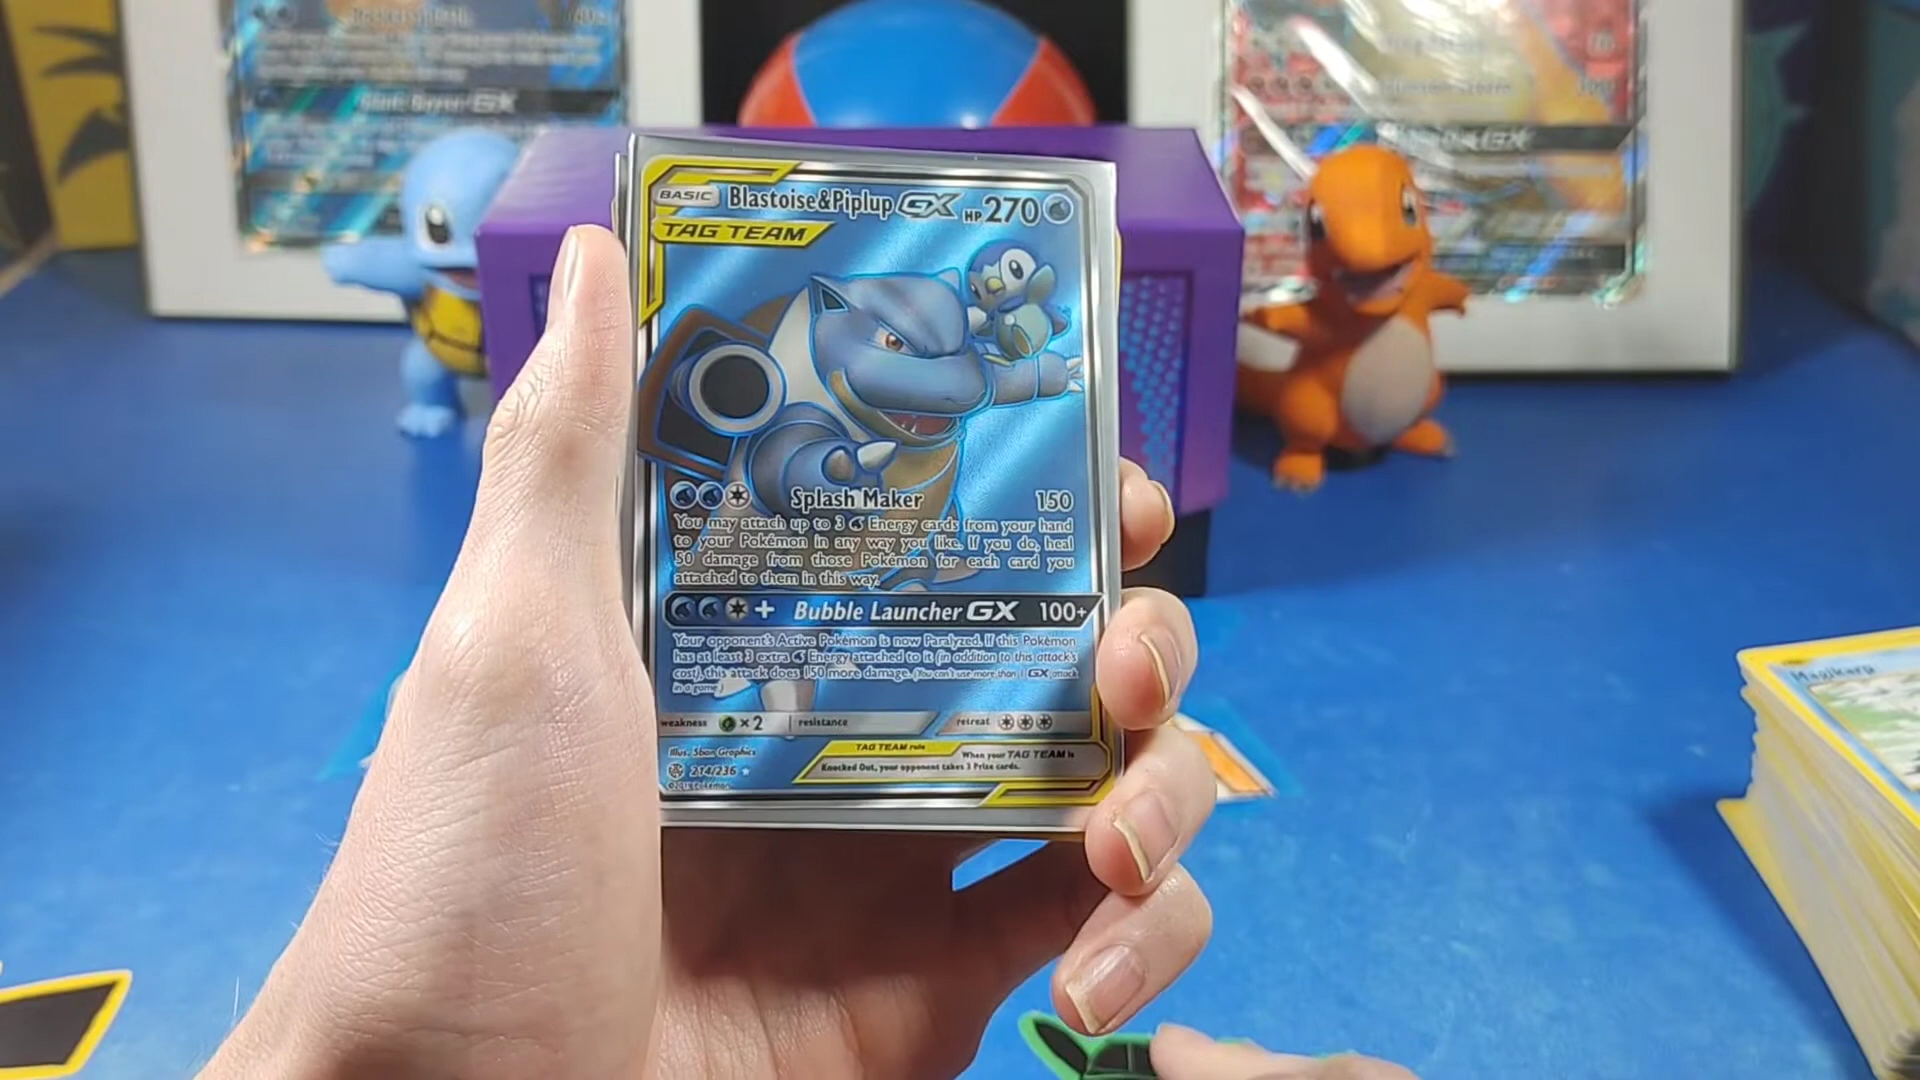 BASIC Blastoise&Piplup GX HP 270
TAG TEAM
Splash Maker 150
You may attach up to 3 Energy cards from your hand
to your Pokémon in any way you like. If you do, heal
50 damage from those Pokémon for each card you
attached to them in this way.
+ Bubble Launcher GX 100+
Your opponent's Active Pokémon is now Paralyzed. If this Pokémon
has at least 3 extra Energy attached to it (in addition to this attack's
cost), this attack does 150 more damage. (You can't use more than 1 GX attack
in a game.)
weakness ×2 resistance retreat
Illus. 5ban Graphics
TAG TEAM rule
When your TAG TEAM is
Knocked Out, your opponent takes 3 Prize cards.
214/236
Magikarp
GX
GX